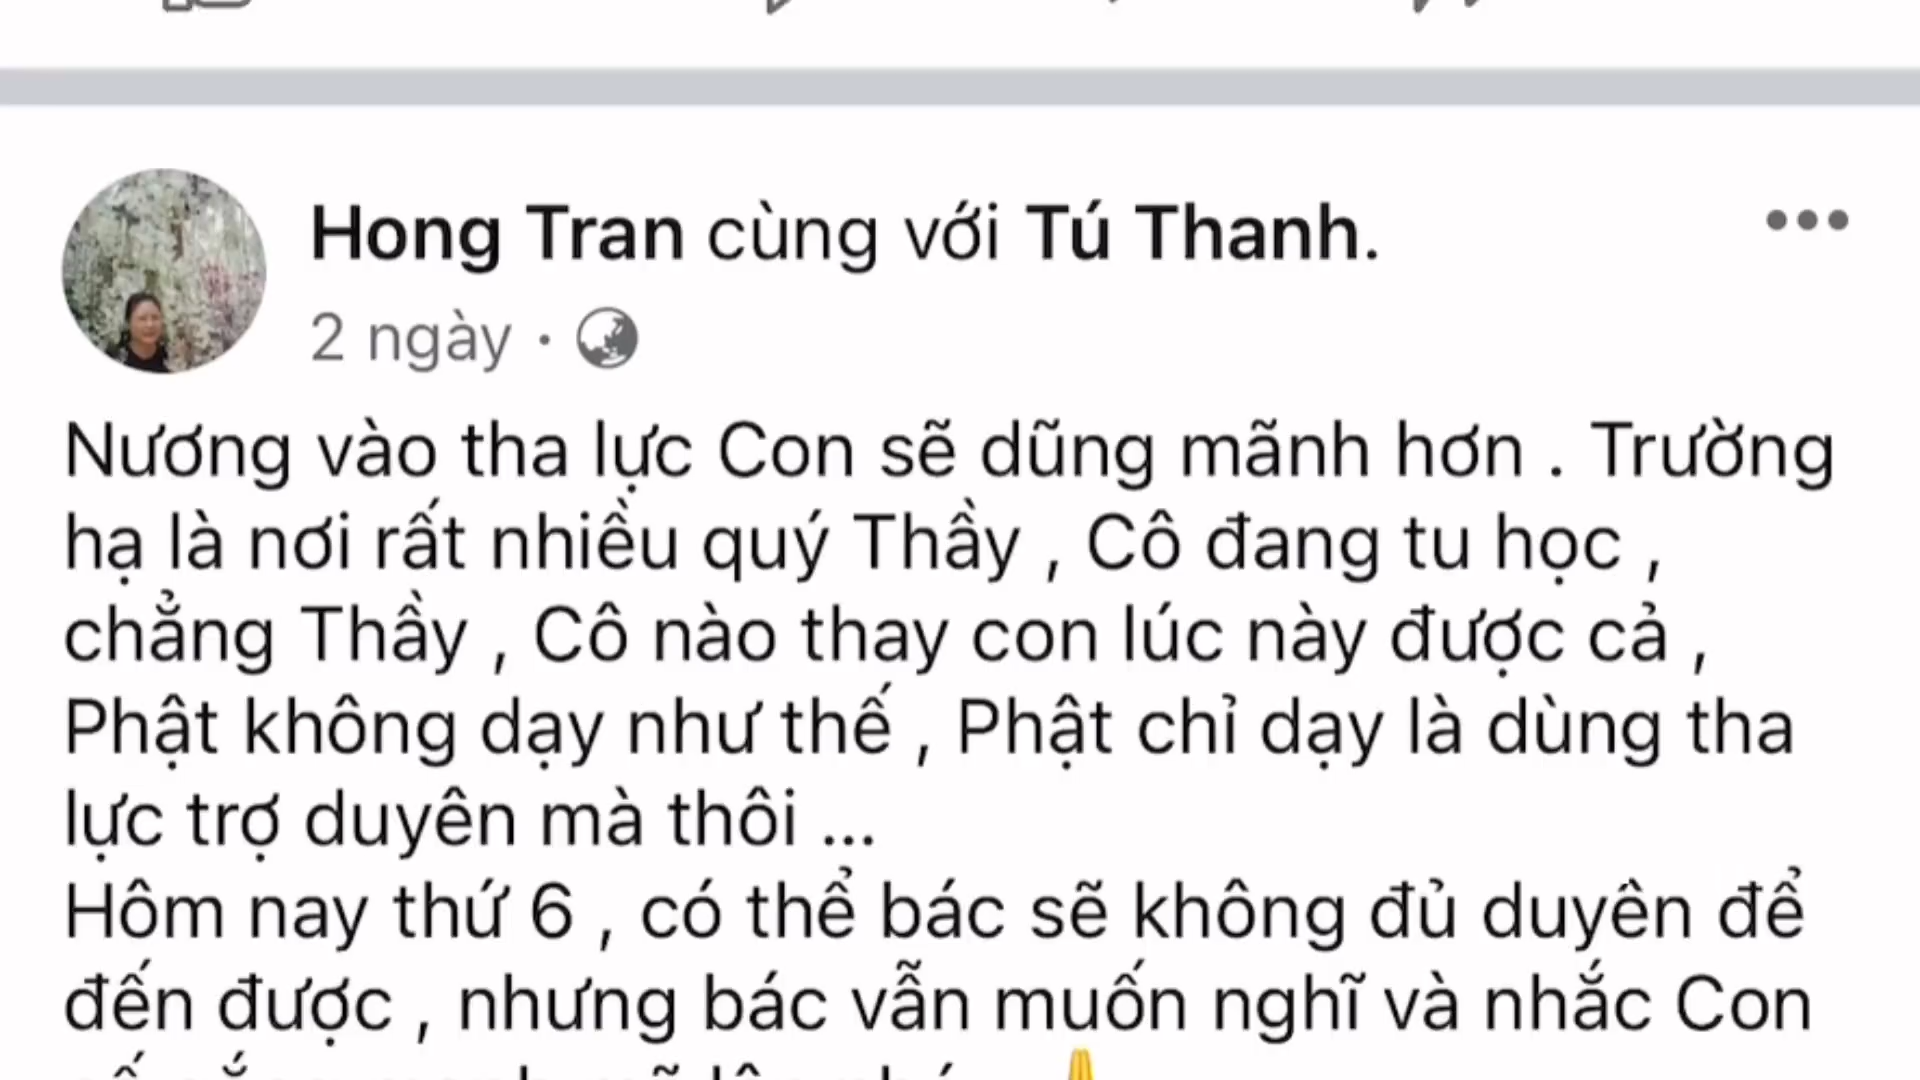 Hong Tran cùng với Tú Thanh.
2 ngày ·
Nương vào tha lực Con sẽ dũng mãnh hơn . Trường
hạ là nơi rất nhiều quý Thầy , Cô đang tu học ,
chẳng Thầy , Cô nào thay con lúc này được cả ,
Phật không dạy như thế , Phật chỉ dạy là dùng tha
lực trợ duyên mà thôi ...
Hôm nay thứ 6 , có thể bác sẽ không đủ duyên để
đến được , nhưng bác vẫn muốn nghĩ và nhắc Con